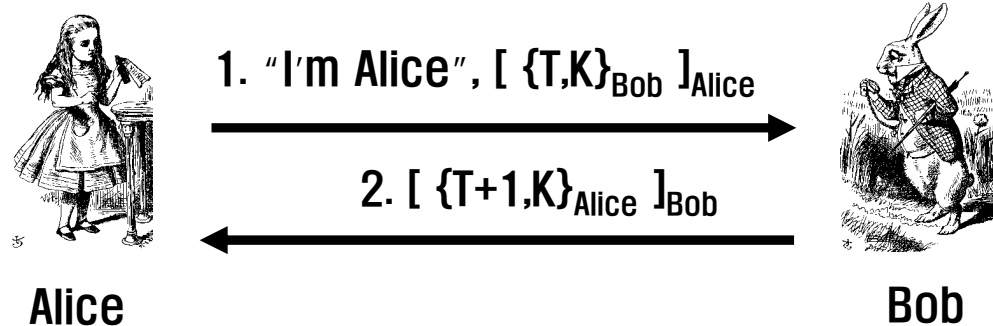 1. "I'm Alice", [ {T,K}Bob ]Alice
2. [ {T+1,K}Alice ]Bob
Alice
Bob